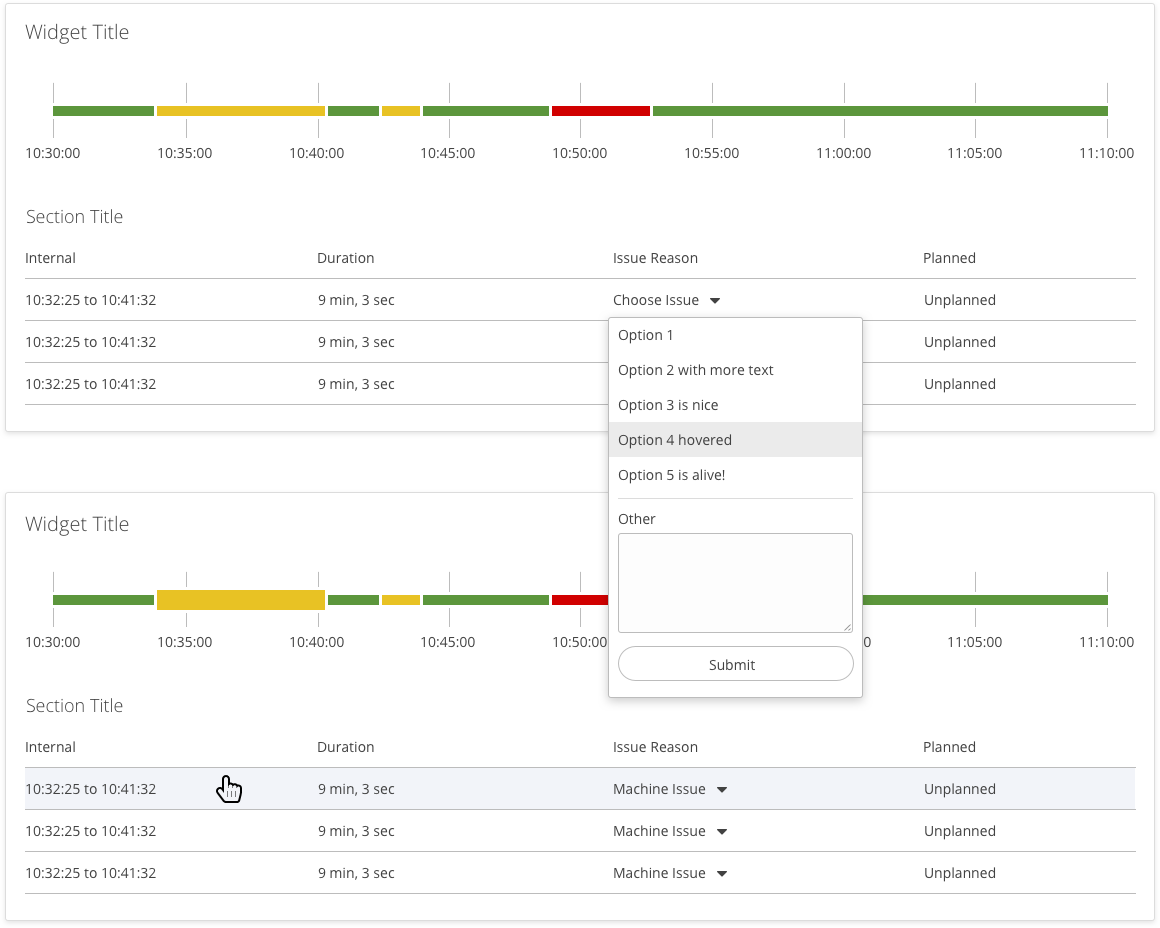 Widget Title
10:30:00 10:35:00 10:40:00 10:45:00 10:50:00 10:55:00 11:00:00 11:05:00 11:10:00
Section Title
Internal Duration Issue Reason Planned
10:32:25 to 10:41:32 9 min, 3 sec Choose Issue Unplanned
10:32:25 to 10:41:32 9 min, 3 sec Unplanned
10:32:25 to 10:41:32 9 min, 3 sec Unplanned
Option 1
Option 2 with more text
Option 3 is nice
Option 4 hovered
Option 5 is alive!
Other
Submit
Widget Title
10:30:00 10:35:00 10:40:00 10:45:00 10:50:00 0 11:05:00 11:10:00
Section Title
Internal Duration Issue Reason Planned
10:32:25 to 10:41:32 9 min, 3 sec Machine Issue Unplanned
10:32:25 to 10:41:32 9 min, 3 sec Machine Issue Unplanned
10:32:25 to 10:41:32 9 min, 3 sec Machine Issue Unplanned